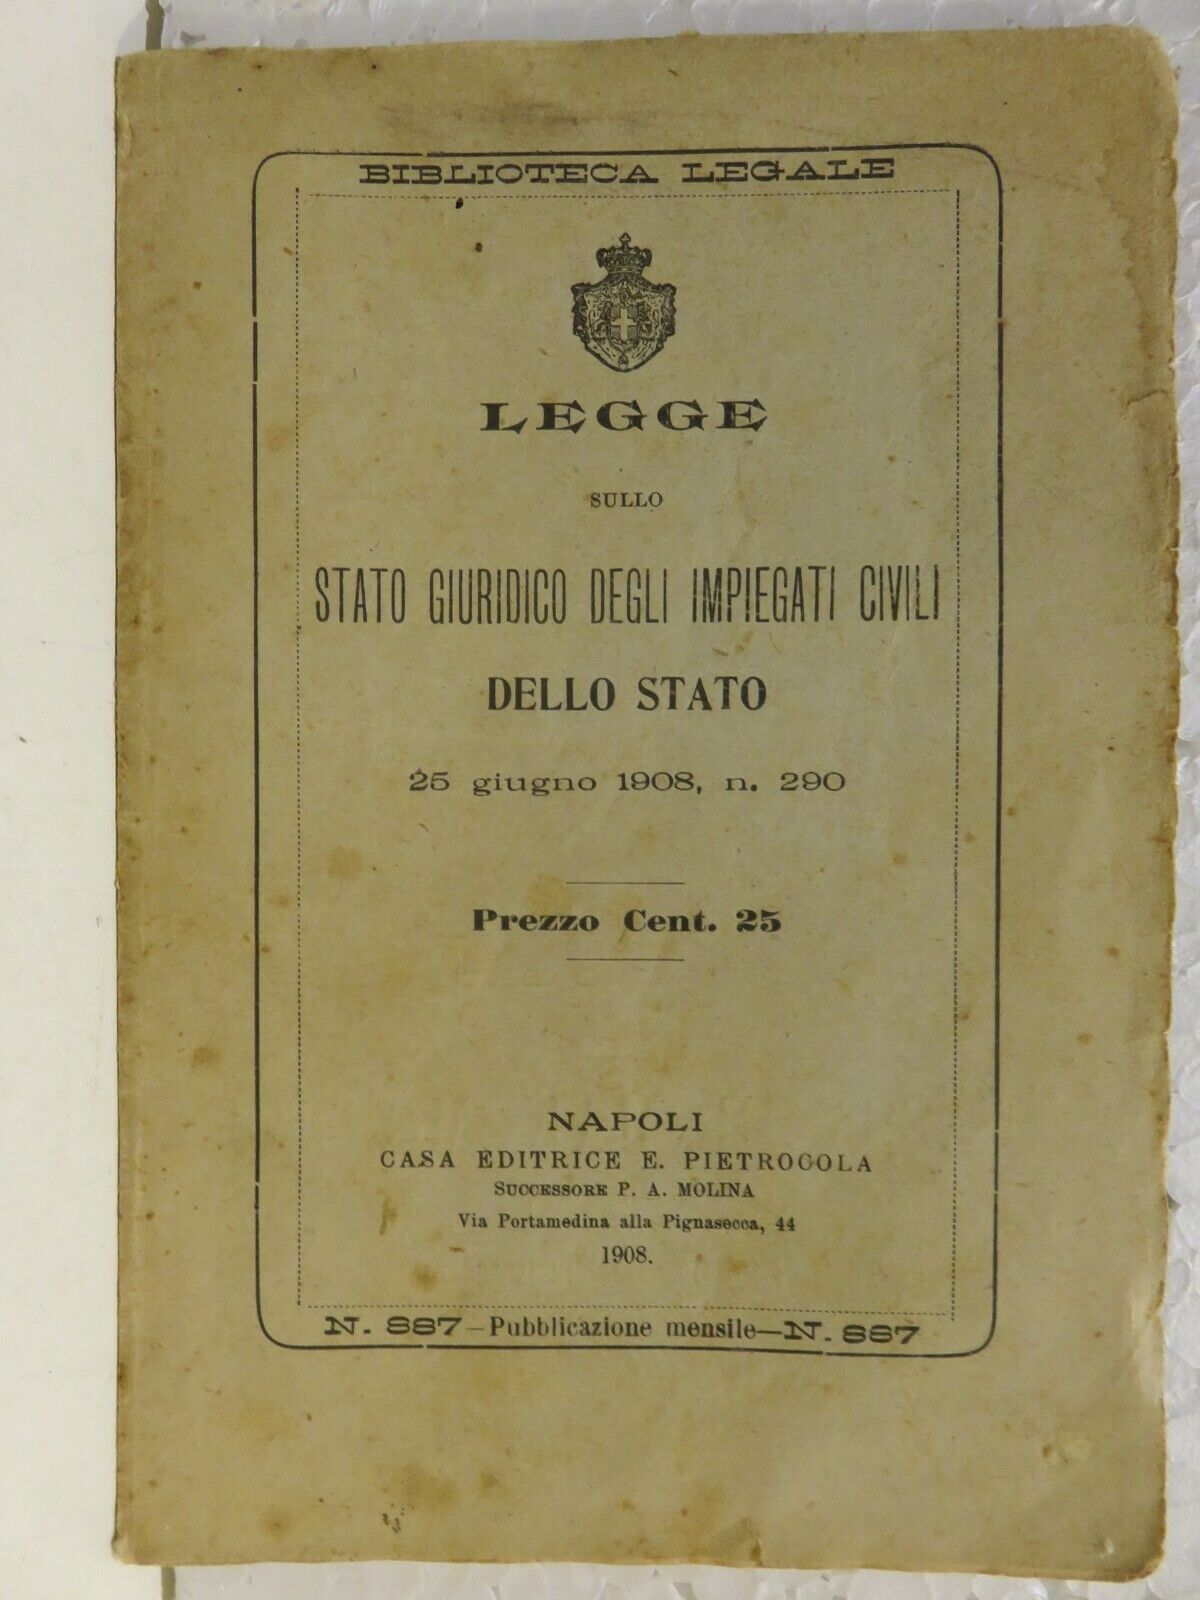 BIBLIOTECA LEGALE
LEGGE
SULLO
STATO GIURIDICO DEGLI IMPIEGATI CIVILI
DELLO STATO
25 giugno 1908, n. 290
Prezzo Cent. 25
NAPOLI
CASA EDITRICE E. PIETROCOLA
SUCCESSORE P. A. MOLINA
Via Portamedina alla Pignasecca, 44
1908.
N. 887—Pubblicazione mensile—N. 887